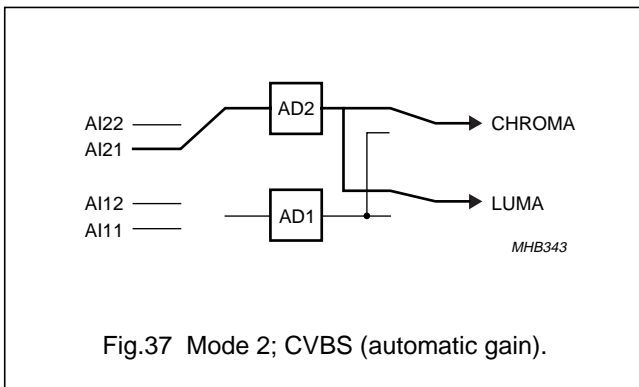 AD2
AI22
CHROMA
AI21
AI12
LUMA
AD1
AI11
MHB343
Fig.37 Mode 2; CVBS (automatic gain).